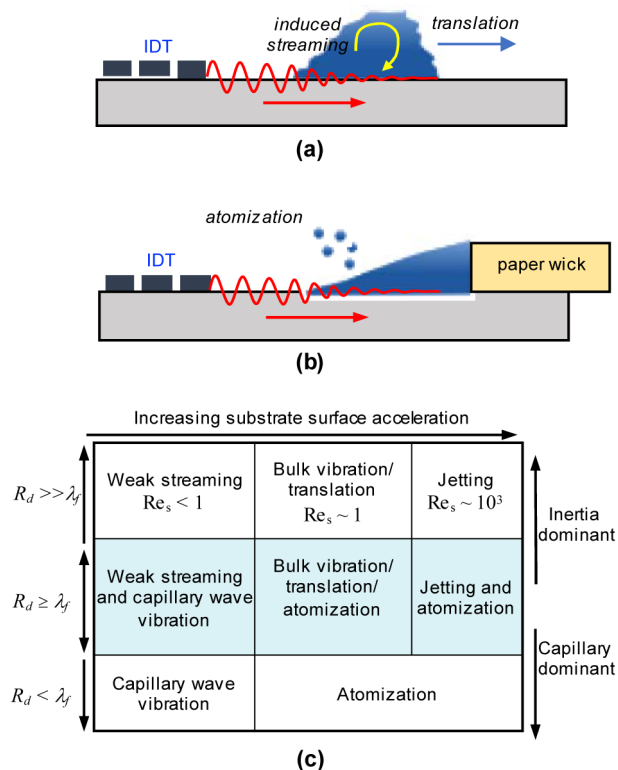 induced
streaming
translation
IDT
(a)
atomization
IDT
paper wick
(b)
Increasing substrate surface acceleration
R_d >> λ_f
Weak streaming
Re_s < 1
Bulk vibration/
translation
Re_s ~ 1
Jetting
Re_s ~ 10³
Inertia
dominant
R_d ≥ λ_f
Weak streaming
and capillary wave
vibration
Bulk vibration/
translation/
atomization
Jetting and
atomization
Capillary
dominant
R_d < λ_f
Capillary wave
vibration
Atomization
(c)